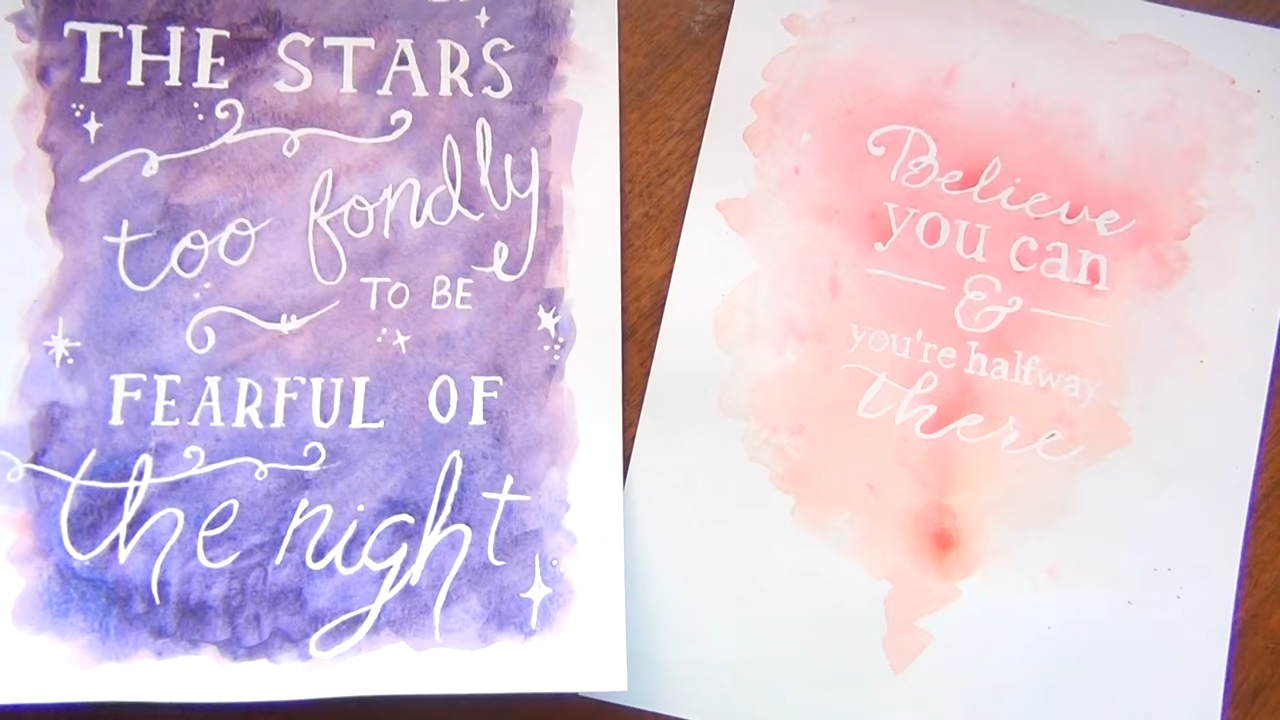 THE STARS
too fondly
TO BE
FEARFUL OF
the night
Believe
you can
&
you're halfway
there